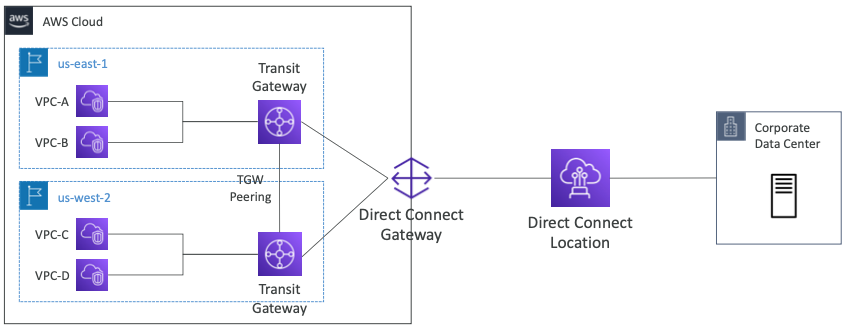 aws
AWS Cloud
us-east-1
VPC-A
VPC-B
Transit
Gateway
TGW
Peering
us-west-2
VPC-C
VPC-D
Transit
Gateway
Direct Connect
Gateway
Direct Connect
Location
Corporate
Data Center